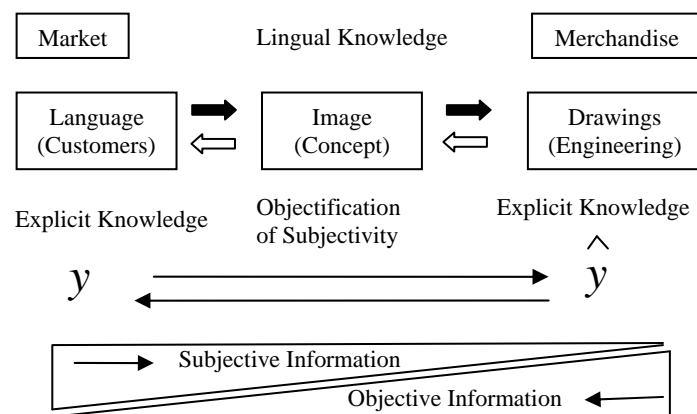 Market Lingual Knowledge Merchandise
Language Image Drawings
(Customers) (Concept) (Engineering)
Explicit Knowledge Objectification Explicit Knowledge
of Subjectivity
y ŷ
Subjective Information
Objective Information